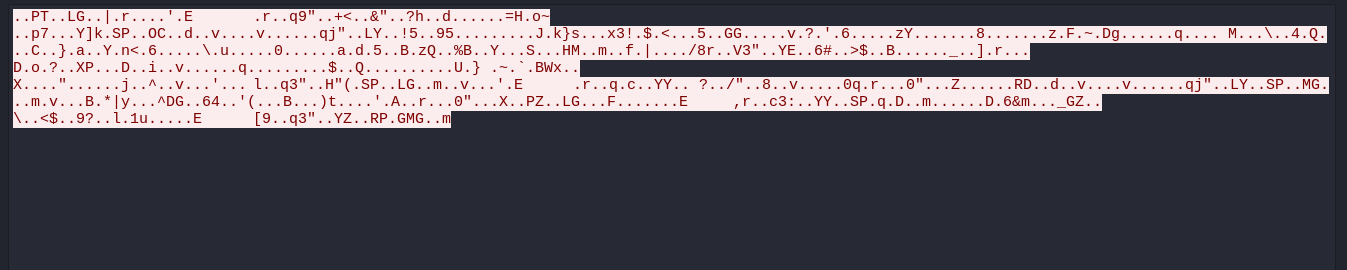 ..PT..LG..|.r....'.E       .r..q9"..+<..&"..?h..d......=H.o~
..p7...Y]k.SP..OC..d..v....v......qj"..LY..!5..95.........J.k}s...x3!.$.<...5..GG.....v.?.'.6.....zY.......8.......z.F.~.Dg......q.... M...\..4.Q.
..C..}.a..Y.n<.6.....\.u.....0......a.d.5..B.zQ..%B..Y...S...HM..m..f.|..../8r..V3"..YE..6#..>$..B......_..].r...
D.o.?..XP...D..i..v......q.........$..Q..........U.} .~.`.BWx..
X...."......j..^..v...'... l..q3"..H"(.SP..LG..m..v...'.E      .r..q.c..YY.. ?../"..8..v.....0q.r...0"...Z......RD..d..v....v......qj"..LY..SP..MG.
..m.v...B.*|y...^DG..64..'(...B...)t....'.A..r...0"...X..PZ..LG...F.......E     ,r..c3:..YY..SP.q.D..m......D.6&m..._GZ..
\..<$..9?..l.1u.....E      [9..q3"..YZ..RP.GMG..m